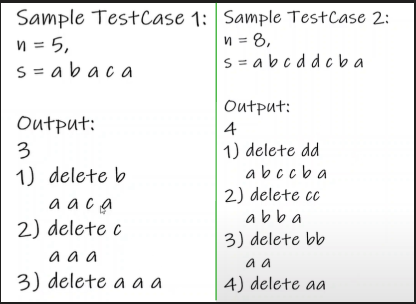 Sample TestCase 1:
n = 5,
s = a b a c a
Output:
3
1) delete b
a a c a
2) delete c
a a a
3) delete a a a
Sample TestCase 2:
n = 8,
s = a b c d d c b a
Output:
4
1) delete dd
a b c c b a
2) delete cc
a b b a
3) delete bb
a a
4) delete aa